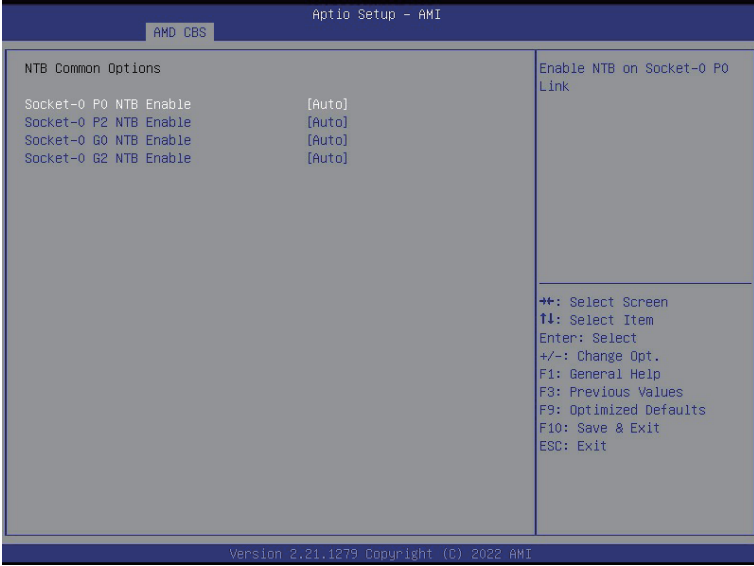 Aptio Setup – AMI
AMD CBS
NTB Common Options
Socket-0 P0 NTB Enable [Auto]
Socket-0 P2 NTB Enable [Auto]
Socket-0 G0 NTB Enable [Auto]
Socket-0 G2 NTB Enable [Auto]
Enable NTB on Socket-0 P0
Link
→←: Select Screen
↑↓: Select Item
Enter: Select
+/-: Change Opt.
F1: General Help
F3: Previous Values
F9: Optimized Defaults
F10: Save & Exit
ESC: Exit
Version 2.21.1279 Copyright (C) 2022 AMI